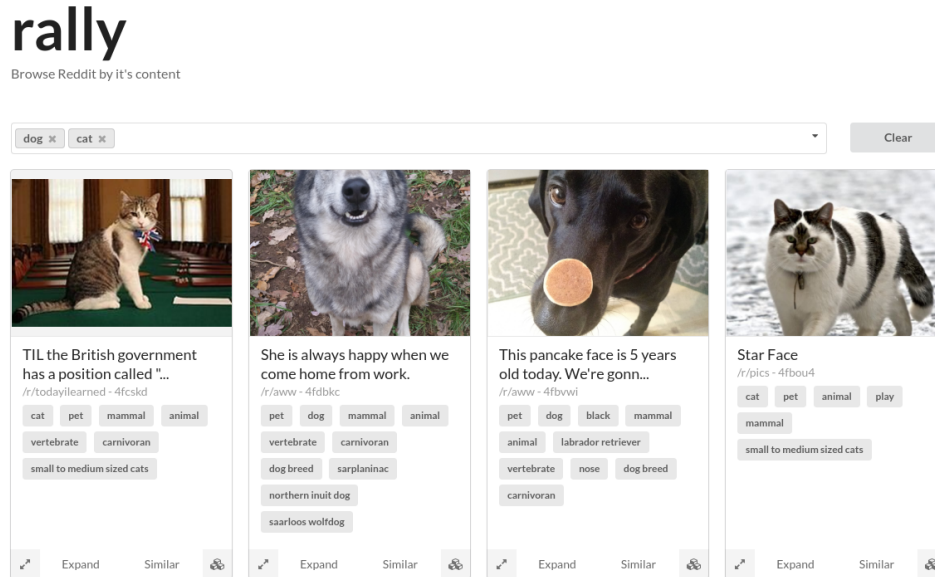 rally
Browse Reddit by it's content
dog cat
Clear
TIL the British government
has a position called "...
/r/todayilearned - 4fcskd
cat pet mammal animal
vertebrate carnivoran
small to medium sized cats
Expand Similar
She is always happy when we
come home from work.
/r/aww - 4fdbkc
pet dog mammal animal
vertebrate carnivoran
dog breed sarplaninac
northern inuit dog
saarloos wolfdog
Expand Similar
This pancake face is 5 years
old today. We're gonn...
/r/aww - 4fbvwi
pet dog black mammal
animal labrador retriever
vertebrate nose dog breed
carnivoran
Expand Similar
Star Face
/r/pics - 4fbou4
cat pet animal play
mammal
small to medium sized cats
Expand Similar